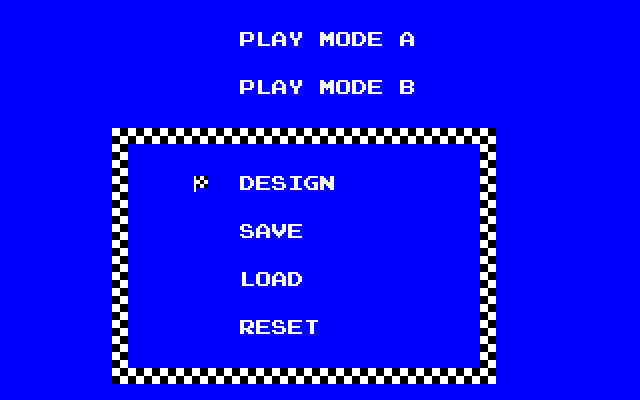 PLAY MODE A
PLAY MODE B
DESIGN
SAVE
LOAD
RESET